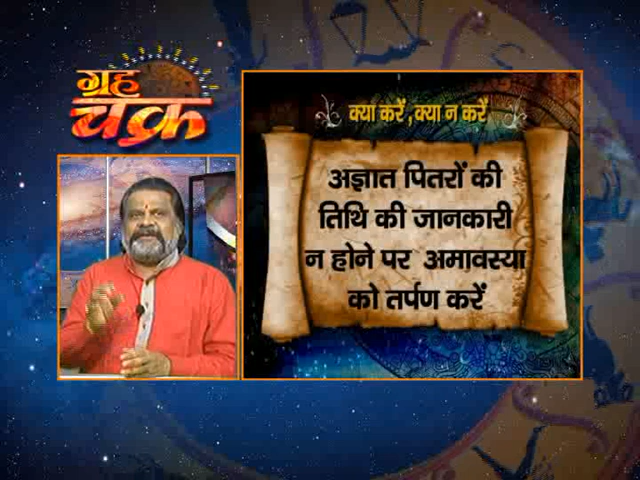 ग्रह
चक्र
क्या करें,क्या न करें
अज्ञात पितरों की
तिथि की जानकारी
न होने पर अमावस्या
को तर्पण करें